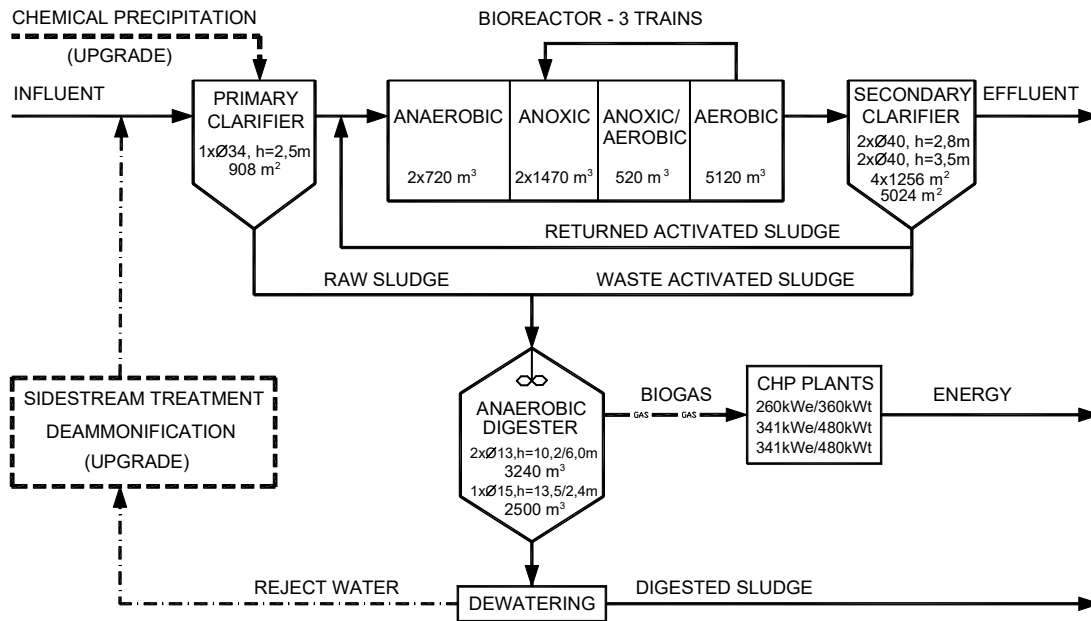 CHEMICAL PRECIPITATION
(UPGRADE)
INFLUENT
PRIMARY
CLARIFIER
1xØ34, h=2,5m
908 m²
BIOREACTOR - 3 TRAINS
ANAEROBIC
2x720 m³
ANOXIC
2x1470 m³
ANOXIC/
AEROBIC
520 m³
AEROBIC
5120 m³
SECONDARY
CLARIFIER
2xØ40, h=2,8m
2xØ40, h=3,5m
4x1256 m²
5024 m²
EFFLUENT
RETURNED ACTIVATED SLUDGE
RAW SLUDGE
WASTE ACTIVATED SLUDGE
SIDESTREAM TREATMENT
DEAMMONIFICATION
(UPGRADE)
ANAEROBIC
DIGESTER
2xØ13,h=10,2/6,0m
3240 m³
1xØ15,h=13,5/2,4m
2500 m³
BIOGAS
GAS GAS
CHP PLANTS
260kWe/360kWt
341kWe/480kWt
341kWe/480kWt
ENERGY
REJECT WATER
DEWATERING
DIGESTED SLUDGE